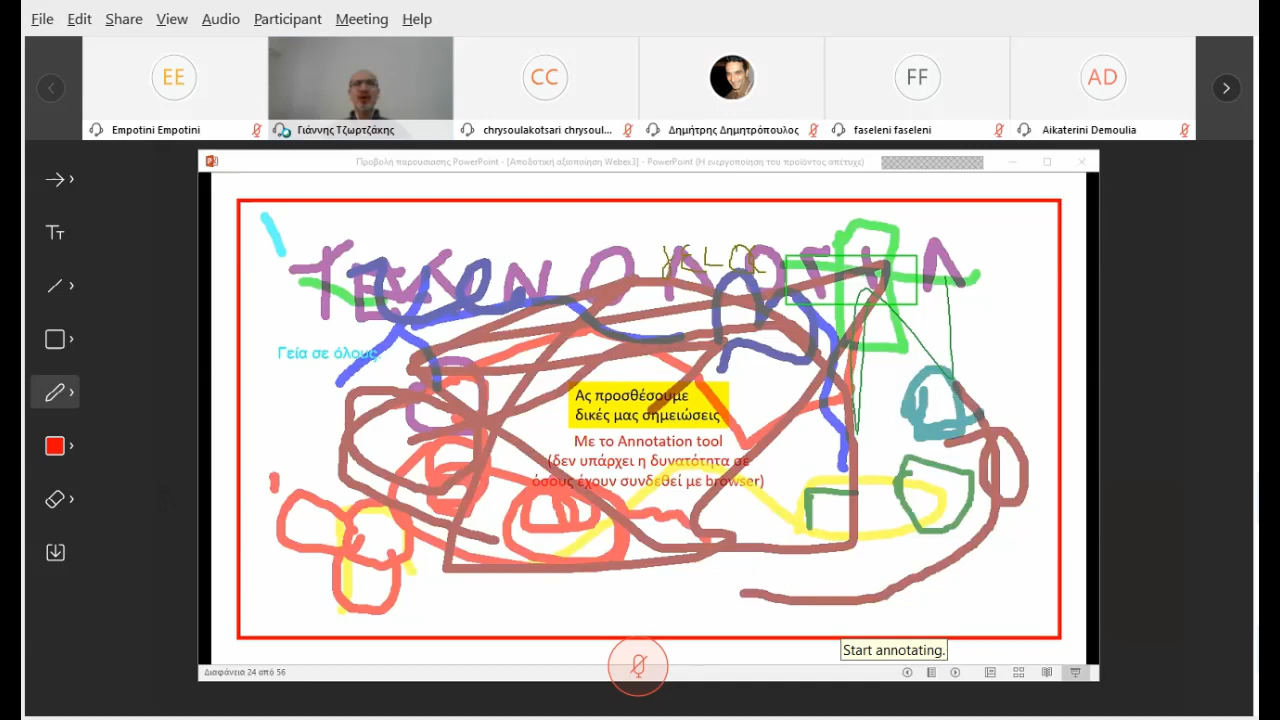 File Edit Share View Audio Participant Meeting Help
EE CC FF AD
Empotini Empotini Γιάννης Τζωρτζάκης chrysoulakotsari chrysoul... Δημήτρης Δημητρόπουλος faseleni faseleni Aikaterini Demoulia
Προβολή παρουσίασης PowerPoint - [Αποδοτική αξιοποίηση Webex3] - PowerPoint (Η ενεργοποίηση του προϊόντος απέτυχε)
Γεία σε όλους
Ας προσθέσουμε
δικές μας σημειώσεις
Με το Annotation tool
(δεν υπάρχει η δυνατότητα σε
όσους έχουν συνδεθεί με browser)
Start annotating.
Διαφάνεια 24 από 56